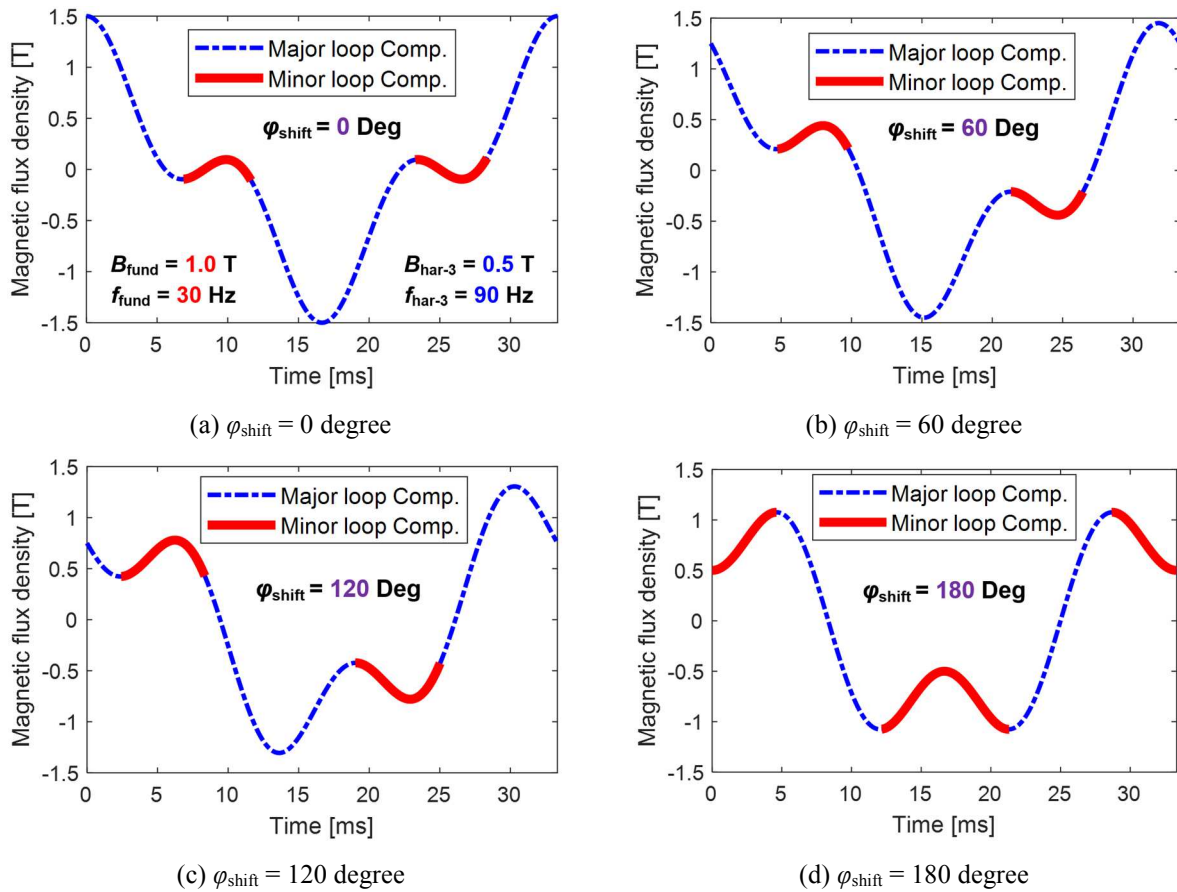 Magnetic flux density [T]
1.5
1
0.5
0
-0.5
-1
-1.5
Major loop Comp.
Minor loop Comp.
φshift = 0 Deg
Bfund = 1.0 T
ffund = 30 Hz
Bhar-3 = 0.5 T
fhar-3 = 90 Hz
0 5 10 15 20 25 30
Time [ms]
(a) φshift = 0 degree
Magnetic flux density [T]
1.5
1
0.5
0
-0.5
-1
-1.5
Major loop Comp.
Minor loop Comp.
φshift = 60 Deg
0 5 10 15 20 25 30
Time [ms]
(b) φshift = 60 degree
Magnetic flux density [T]
1.5
1
0.5
0
-0.5
-1
-1.5
Major loop Comp.
Minor loop Comp.
φshift = 120 Deg
0 5 10 15 20 25 30
Time [ms]
(c) φshift = 120 degree
Magnetic flux density [T]
1.5
1
0.5
0
-0.5
-1
-1.5
Major loop Comp.
Minor loop Comp.
φshift = 180 Deg
0 5 10 15 20 25 30
Time [ms]
(d) φshift = 180 degree